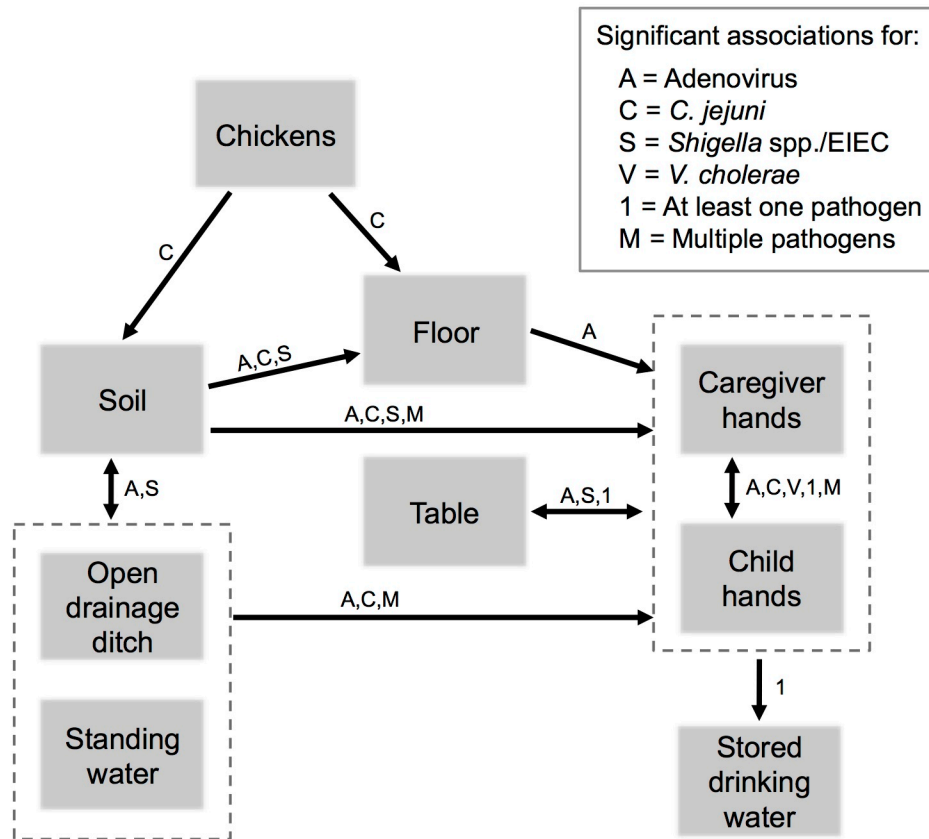 Significant associations for:
A = Adenovirus
C = C. jejuni
S = Shigella spp./EIEC
V = V. cholerae
1 = At least one pathogen
M = Multiple pathogens
Chickens
C
C
Floor
A
A,C,S
Soil
Caregiver
hands
A,C,S,M
A,S
Table
A,S,1
A,C,V,1,M
Open
drainage
ditch
A,C,M
Child
hands
1
Standing
water
Stored
drinking
water